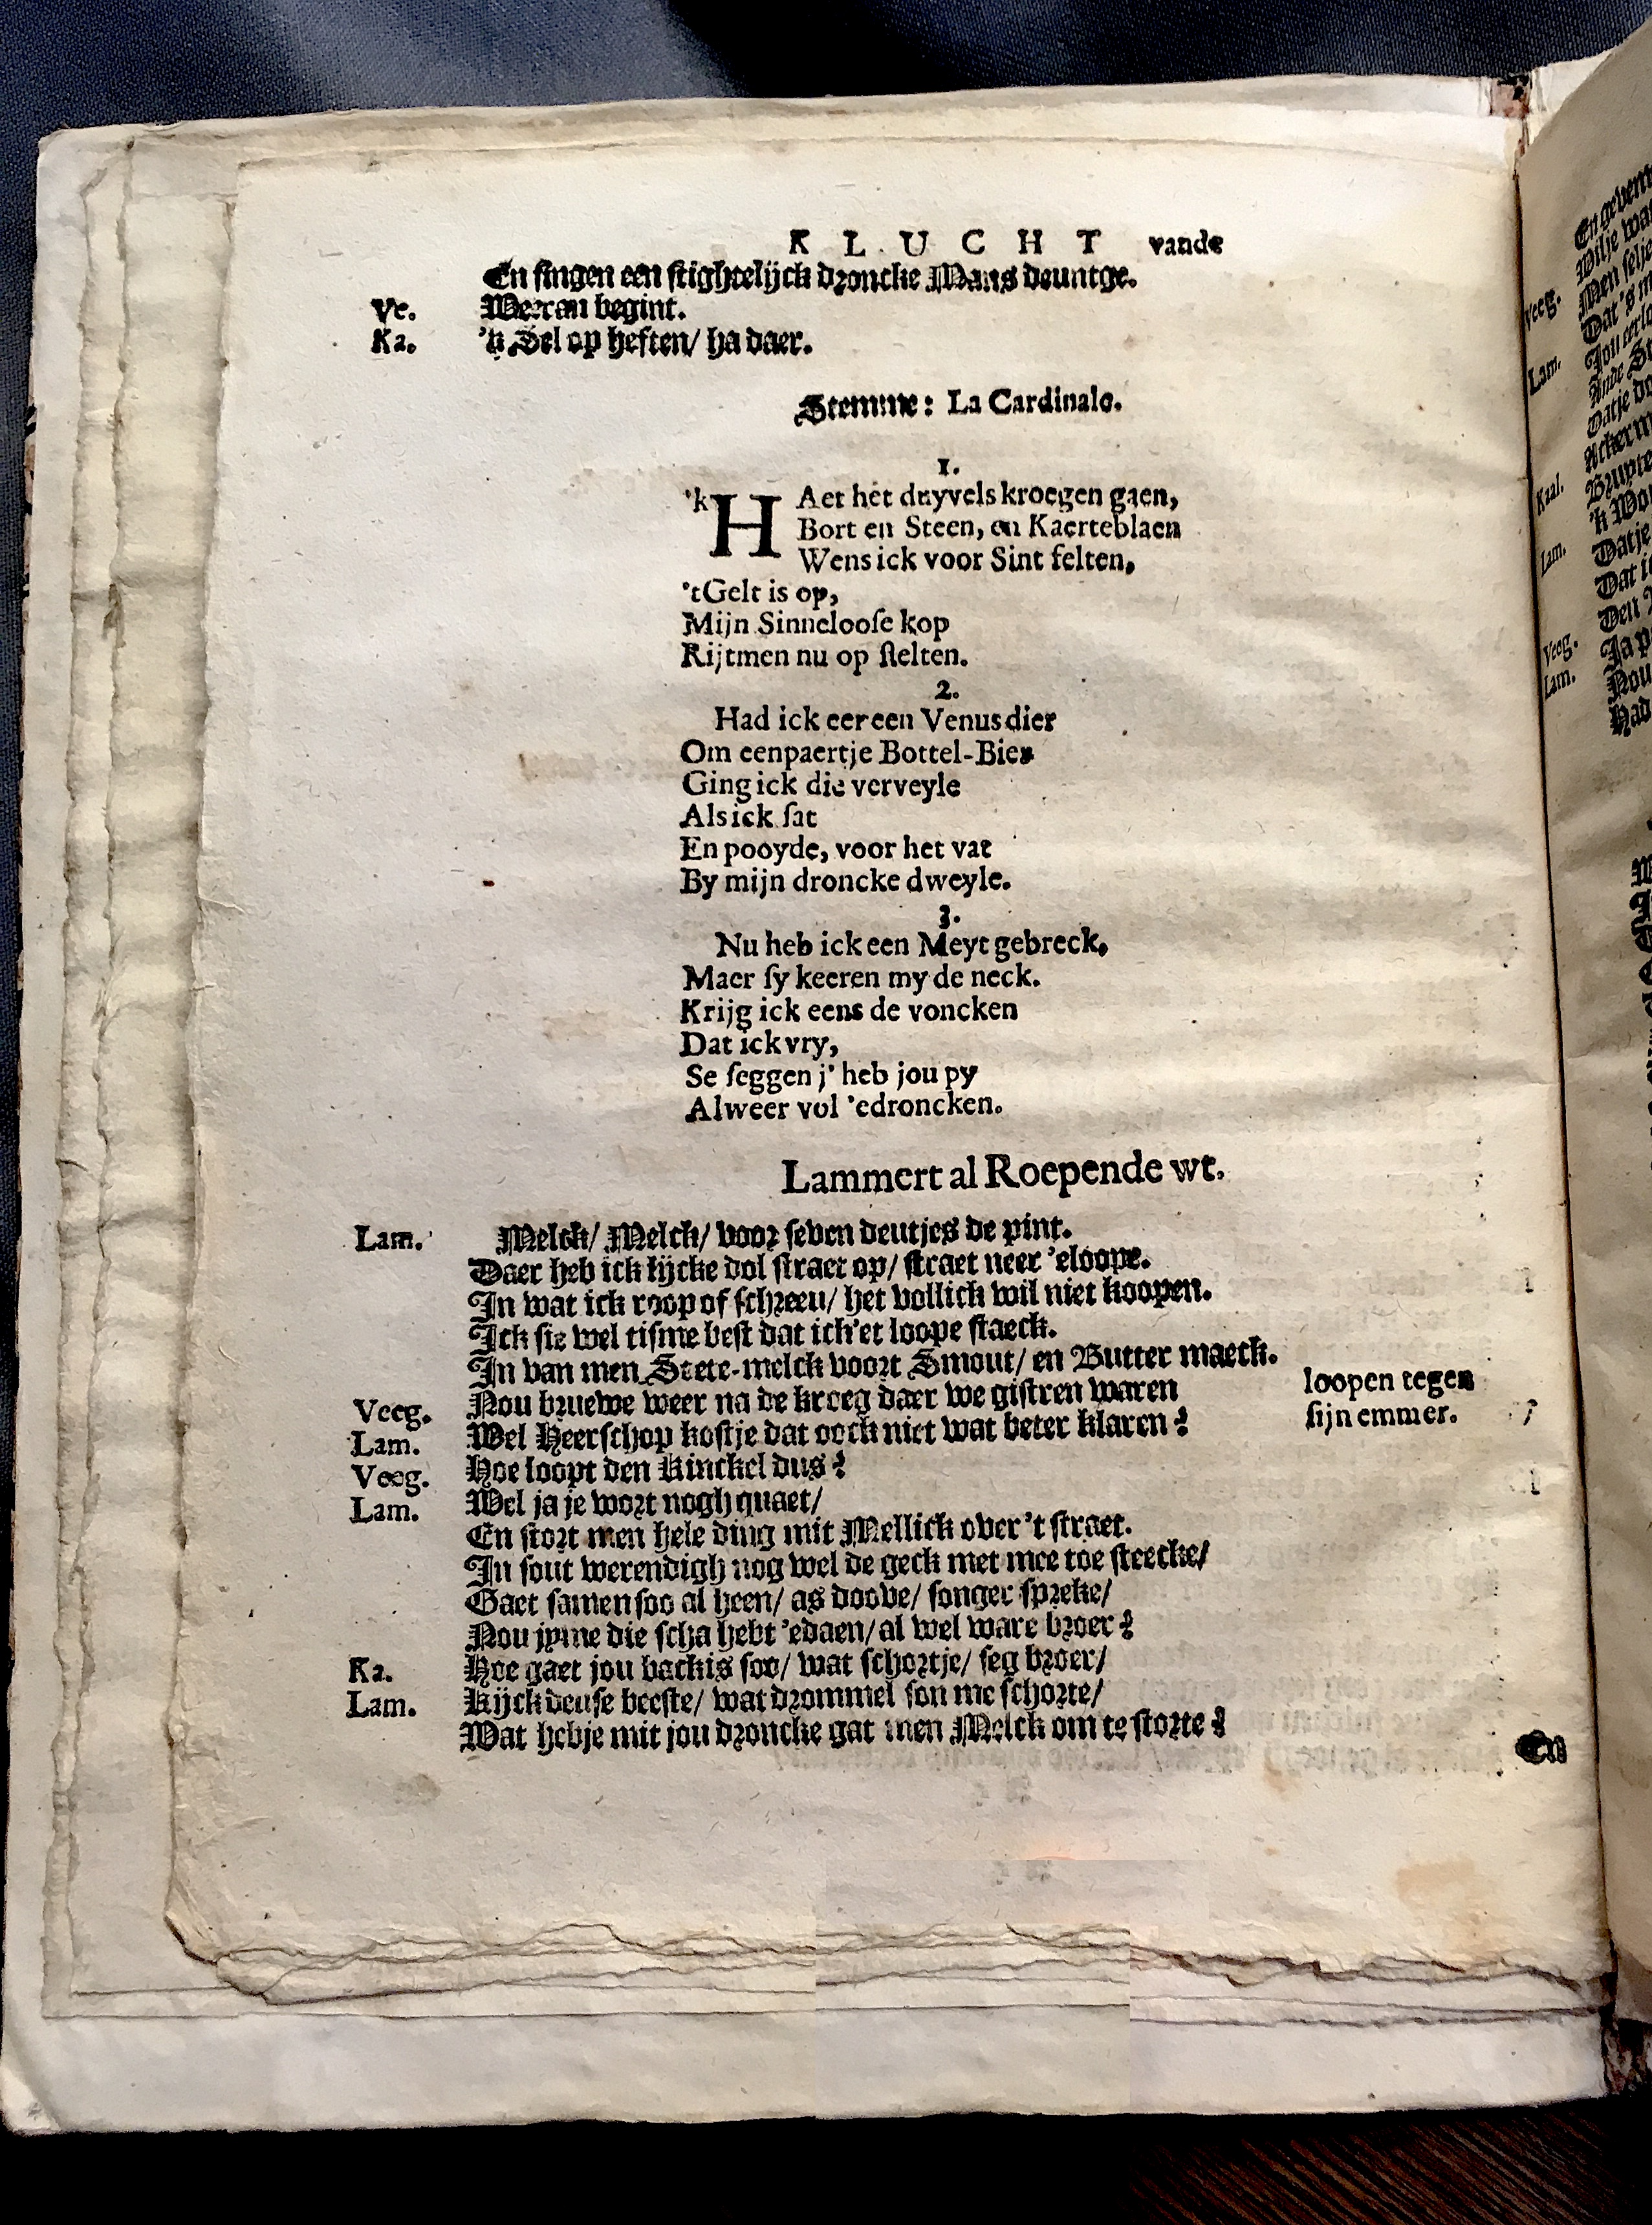 KLUCHT vande
En singen een stightelijck droncke Mans deuntge.
Ve. Weeran begint.
Ka. 'k Sel op heften/ ha daer.
Stemme: La Cardinale.
1.
'k HAet het duyvels kroegen gaen,
Bort en Steen, en Kaerteblaen
Wens ick voor Sint felten,
't Gelt is op,
Mijn Sinneloose kop
Rijtmen nu op stelten.
2.
Had ick eer een Venus dier
Om een paertje Bottel-Bier
Ging ick die verveyle
Als ick sat
En pooyde, voor het vat
By mijn droncke dweyle.
3.
Nu heb ick een Meyt gebreck,
Maer sy keeren my de neck.
Krijg ick eens de voncken
Dat ick vry,
Se seggen j' heb jou py
Al weer vol 'edroncken.
Lammert al Roepende wt.
Lam. Melck/ Melck/ voor seven deutjes de pint.
Daer heb ick lijcke dol straet op/ straet neer 'eloope.
In wat ick roop of schreeu/ het vollick wil niet koopen.
Ick sie wel tisme best dat ick'et loope staeck.
In van men Seete-melck voort Smout/ en Butter maeck.
Veeg. Nou bruewe weer na de kroeg daer we gistren waren
loopen tegen
sijn emmer.
Lam. Wel Heerschop kostje dat oock niet wat beter klaren?
Veeg. Hoe loopt den Kinckel dus?
Lam. Wel ja je wort nogh quaet/
En stort men hele ding mit Mellick over 't straet.
In sout werendigh nog wel de geck met mee toe steecke/
Gaet samen soo al heen/ as doove/ songer spreke/
Nou jyme die scha hebt 'edaen/ al wel ware broer?
Ka. Hoe gaet jou backis soo/ wat schortje/ seg broer/
Lam. Kijck deuse beeste/ wat drommel sou me schorte/
Wat hebje mit jou droncke gat men Melck om te storte?
En